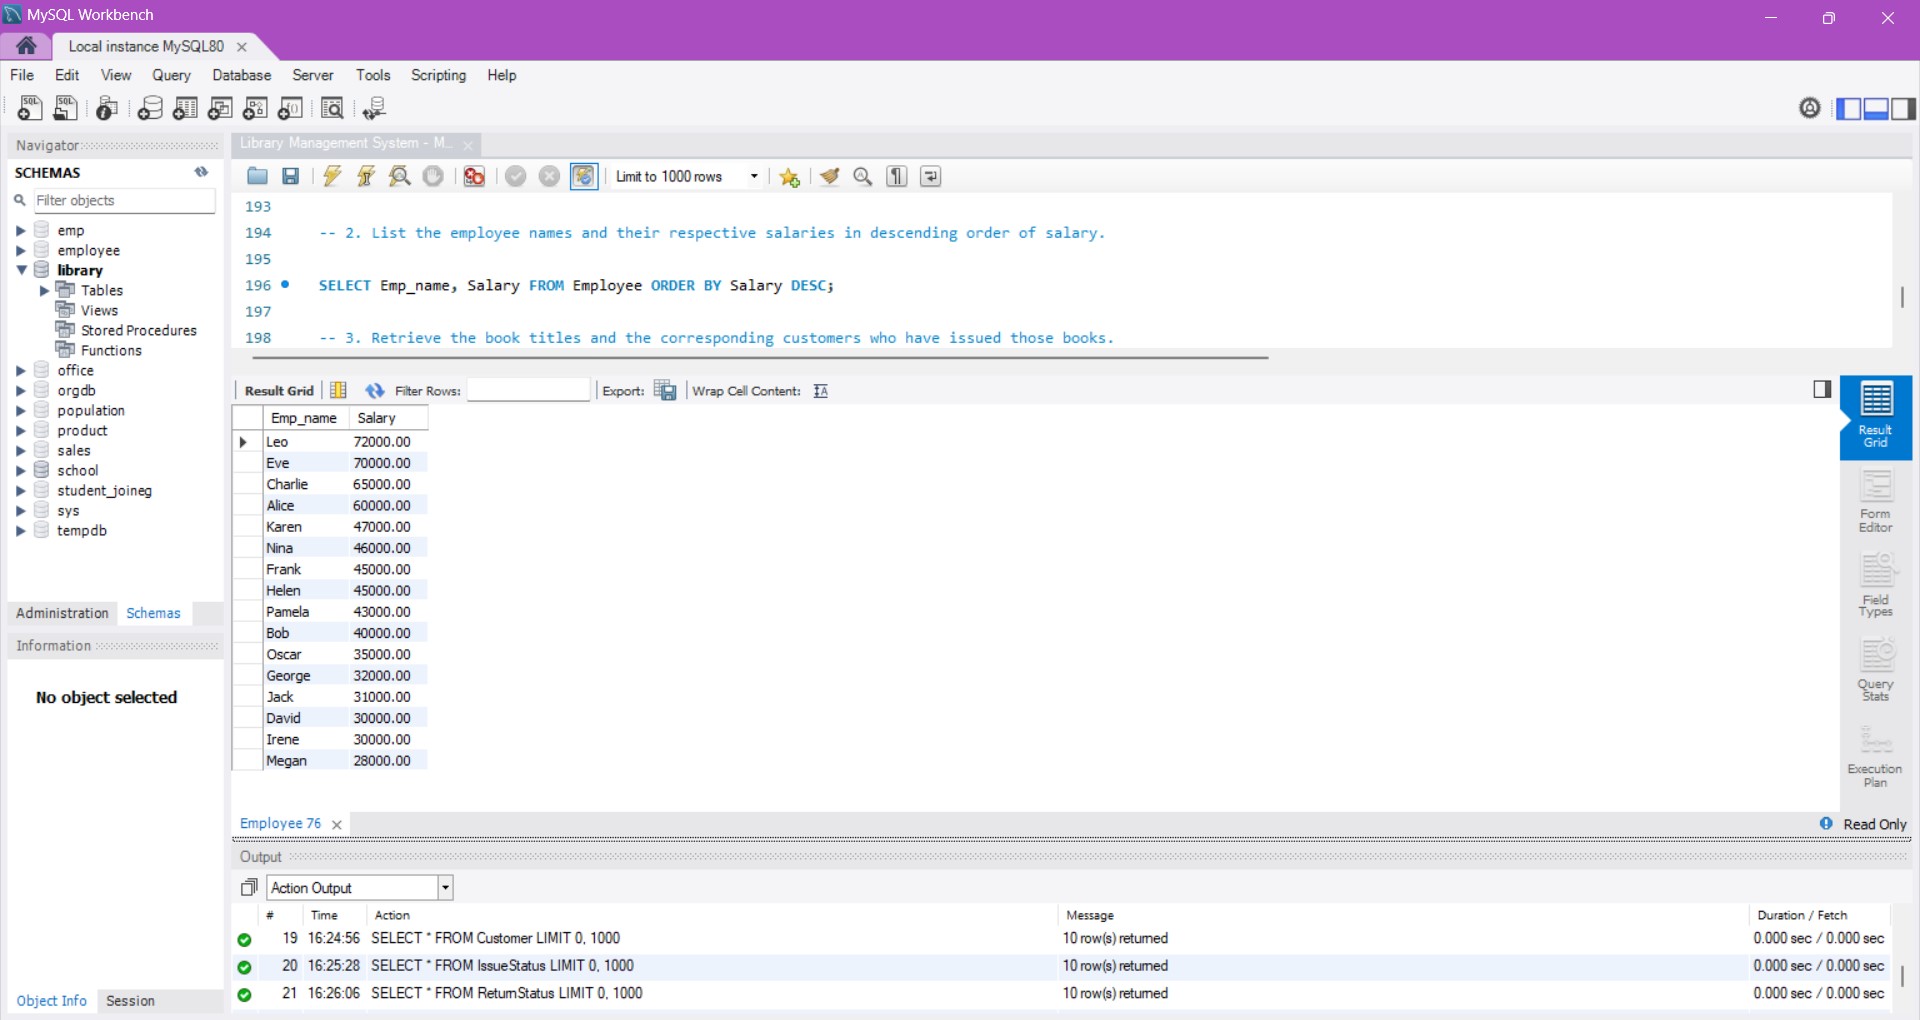 MySQL Workbench
Local instance MySQL80
File Edit View Query Database Server Tools Scripting Help
Navigator
SCHEMAS
Filter objects
emp
employee
library
Tables
Views
Stored Procedures
Functions
office
orgdb
population
product
sales
school
student_joineg
sys
tempdb
Administration Schemas
Information
No object selected
Object Info Session
Library Management System - M...
Limit to 1000 rows
193
194 -- 2. List the employee names and their respective salaries in descending order of salary.
195
196 SELECT Emp_name, Salary FROM Employee ORDER BY Salary DESC;
197
198 -- 3. Retrieve the book titles and the corresponding customers who have issued those books.
Result Grid Filter Rows: Export: Wrap Cell Content:
Emp_name Salary
Leo 72000.00
Eve 70000.00
Charlie 65000.00
Alice 60000.00
Karen 47000.00
Nina 46000.00
Frank 45000.00
Helen 45000.00
Pamela 43000.00
Bob 40000.00
Oscar 35000.00
George 32000.00
Jack 31000.00
David 30000.00
Irene 30000.00
Megan 28000.00
Result
Grid
Form
Editor
Field
Types
Query
Stats
Execution
Plan
Employee 76
Read Only
Output
Action Output
# Time Action Message Duration / Fetch
19 16:24:56 SELECT * FROM Customer LIMIT 0, 1000 10 row(s) returned 0.000 sec / 0.000 sec
20 16:25:28 SELECT * FROM IssueStatus LIMIT 0, 1000 10 row(s) returned 0.000 sec / 0.000 sec
21 16:26:06 SELECT * FROM ReturnStatus LIMIT 0, 1000 10 row(s) returned 0.000 sec / 0.000 sec